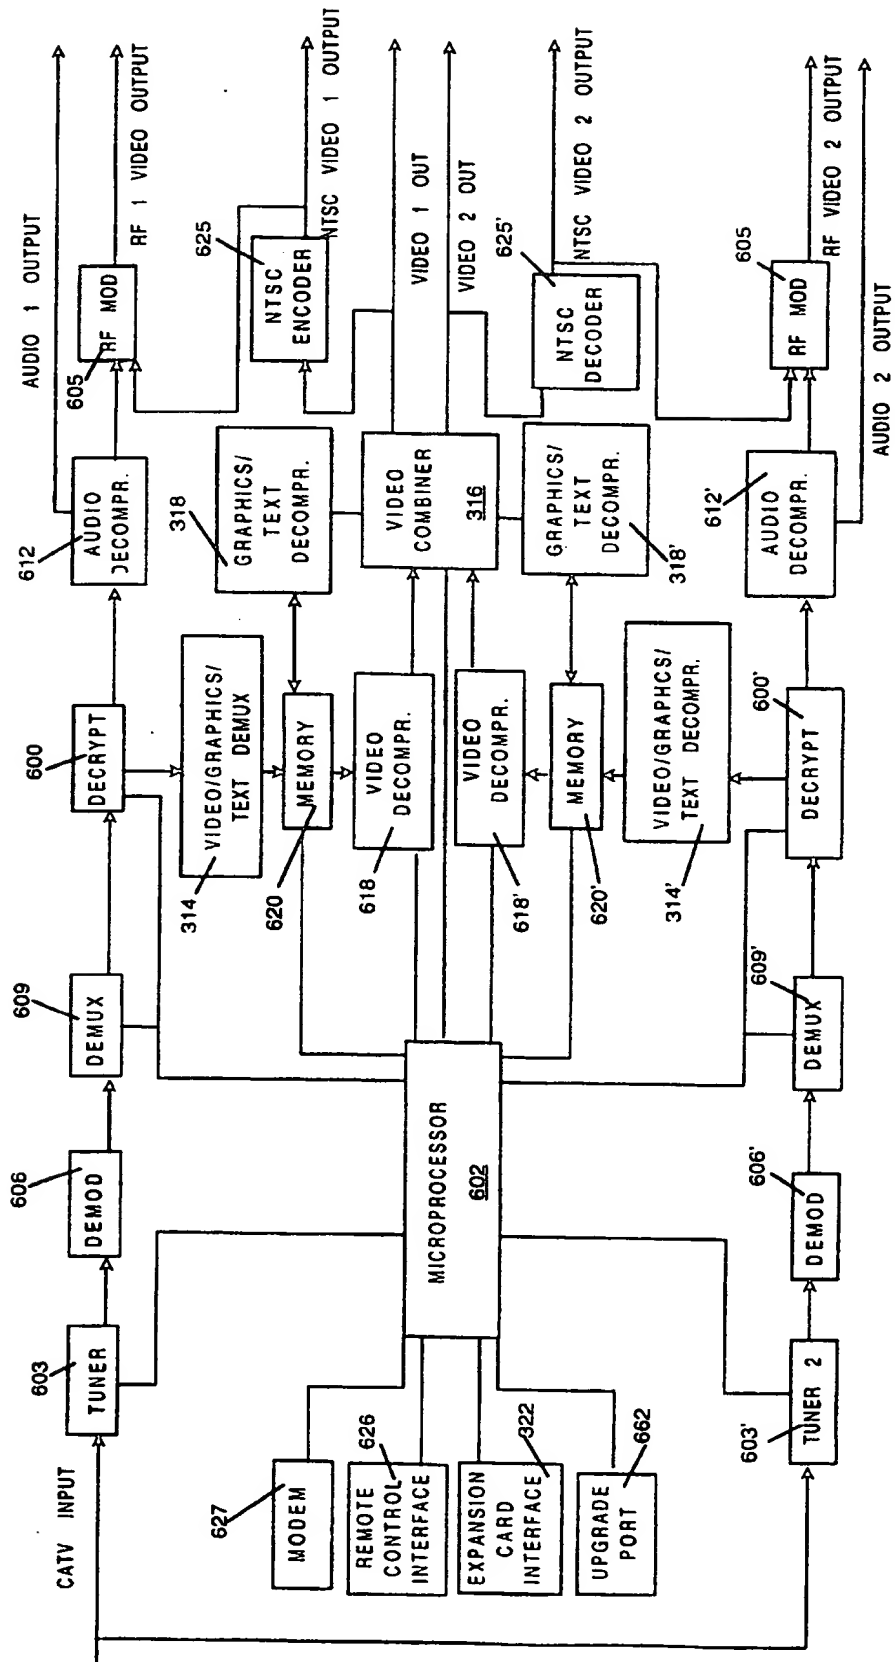 CATV INPUT
603
TUNER
606
DEMOD
609
DEMUX
600
DECRYPT
612
AUDIO
DECOMPR.
AUDIO 1 OUTPUT
605
RF MOD
RF 1 VIDEO OUTPUT
314
VIDEO/GRAPHICS/
TEXT DEMUX
318
GRAPHICS/
TEXT
DECOMPR.
625
NTSC
ENCODER
NTSC VIDEO 1 OUTPUT
620
MEMORY
618
VIDEO
DECOMPR.
VIDEO
COMBINER
316
VIDEO 1 OUT
VIDEO 2 OUT
627
MODEM
626
REMOTE
CONTROL
INTERFACE
322
EXPANSION
CARD
INTERFACE
662
UPGRADE
PORT
MICROPROCESSOR
602
618'
VIDEO
DECOMPR.
620'
MEMORY
GRAPHICS/
TEXT
DECOMPR.
318'
625'
NTSC
DECODER
NTSC VIDEO 2 OUTPUT
314'
VIDEO/GRAPHCS/
TEXT DECOMPR.
603'
TUNER 2
606'
DEMOD
609'
DEMUX
600'
DECRYPT
612'
AUDIO
DECOMPR.
605
RF MOD
RF VIDEO 2 OUTPUT
AUDIO 2 OUTPUT